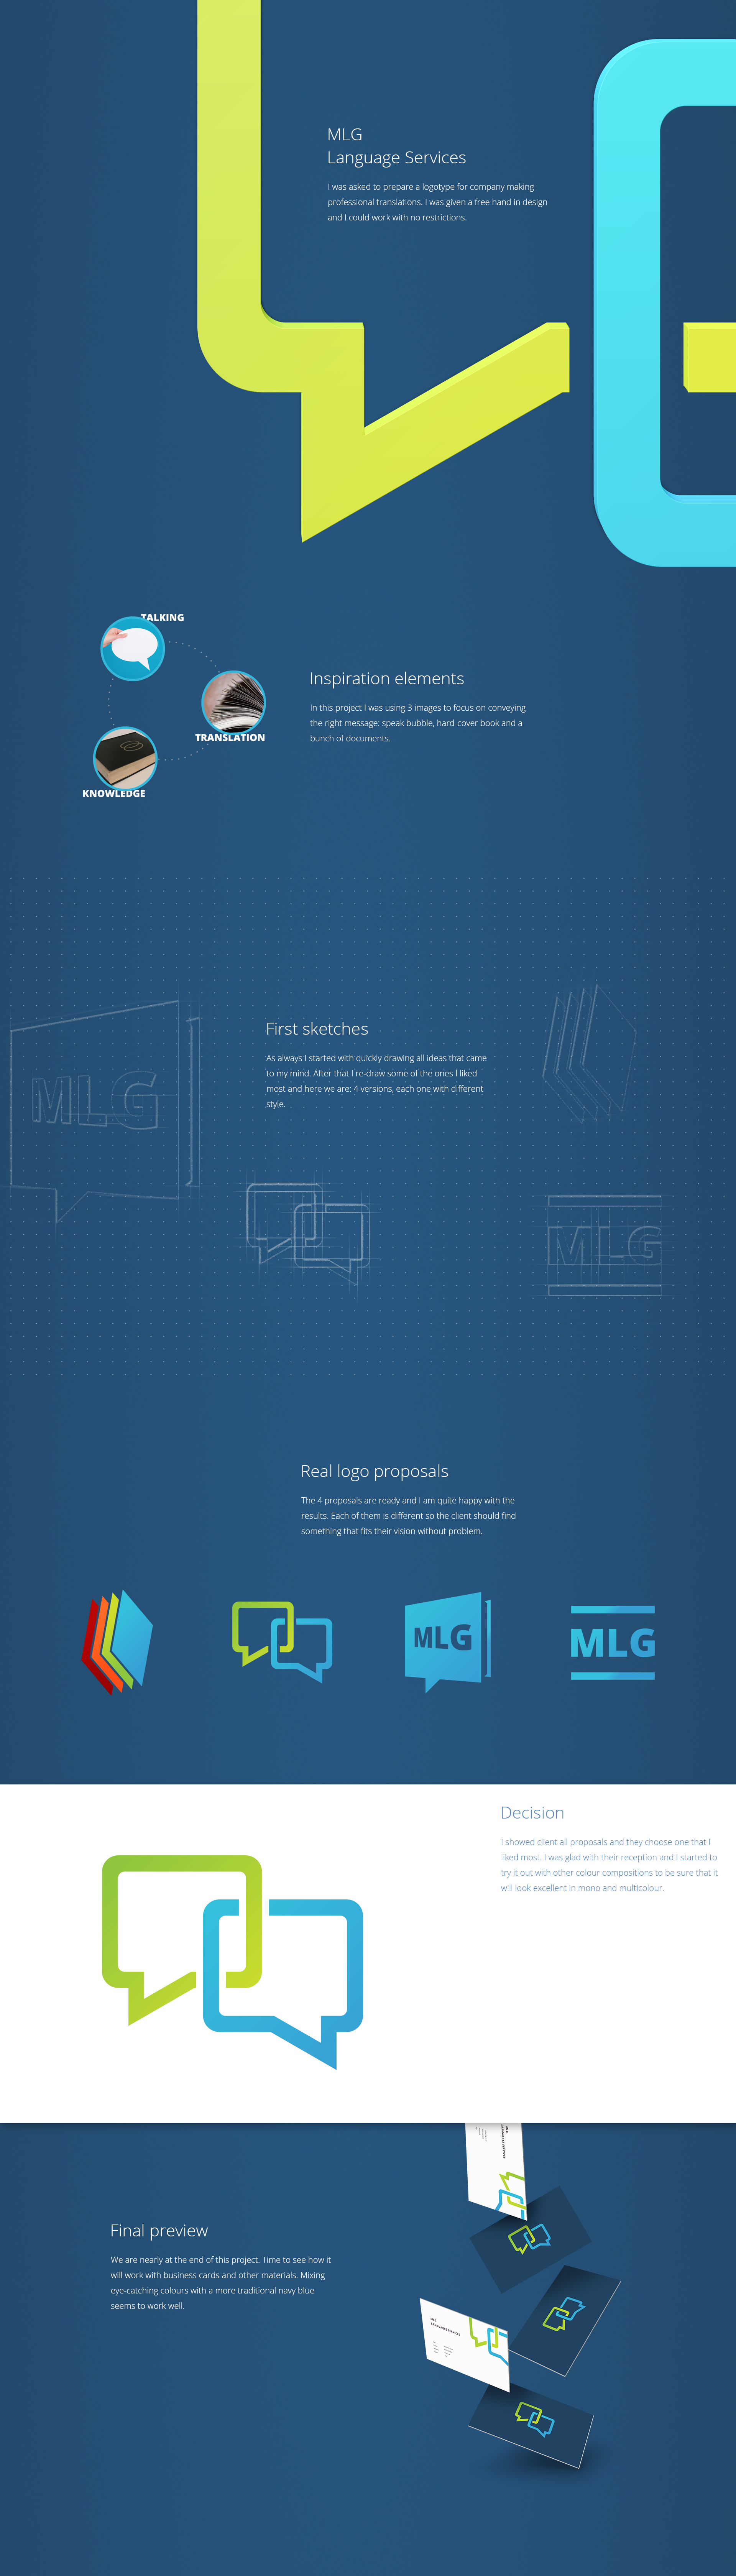 MLG
Language Services
I was asked to prepare a logotype for company making
professional translations. I was given a free hand in design
and I could work with no restrictions.
TALKING
TRANSLATION
KNOWLEDGE
Inspiration elements
In this project I was using 3 images to focus on conveying
the right message: speak bubble, hard-cover book and a
bunch of documents.
First sketches
As always I started with quickly drawing all ideas that came
to my mind. After that I re-draw some of the ones I liked
most and here we are: 4 versions, each one with different
style.
MLG
MLG
Real logo proposals
The 4 proposals are ready and I am quite happy with the
results. Each of them is different so the client should find
something that fits their vision without problem.
MLG
MLG
Decision
I showed client all proposals and they choose one that I
liked most. I was glad with their reception and I started to
try it out with other colour compositions to be sure that it
will look excellent in mono and multicolour.
Final preview
We are nearly at the end of this project. Time to see how it
will work with business cards and other materials. Mixing
eye-catching colours with a more traditional navy blue
seems to work well.
MLG
LANGUAGE SERVICES